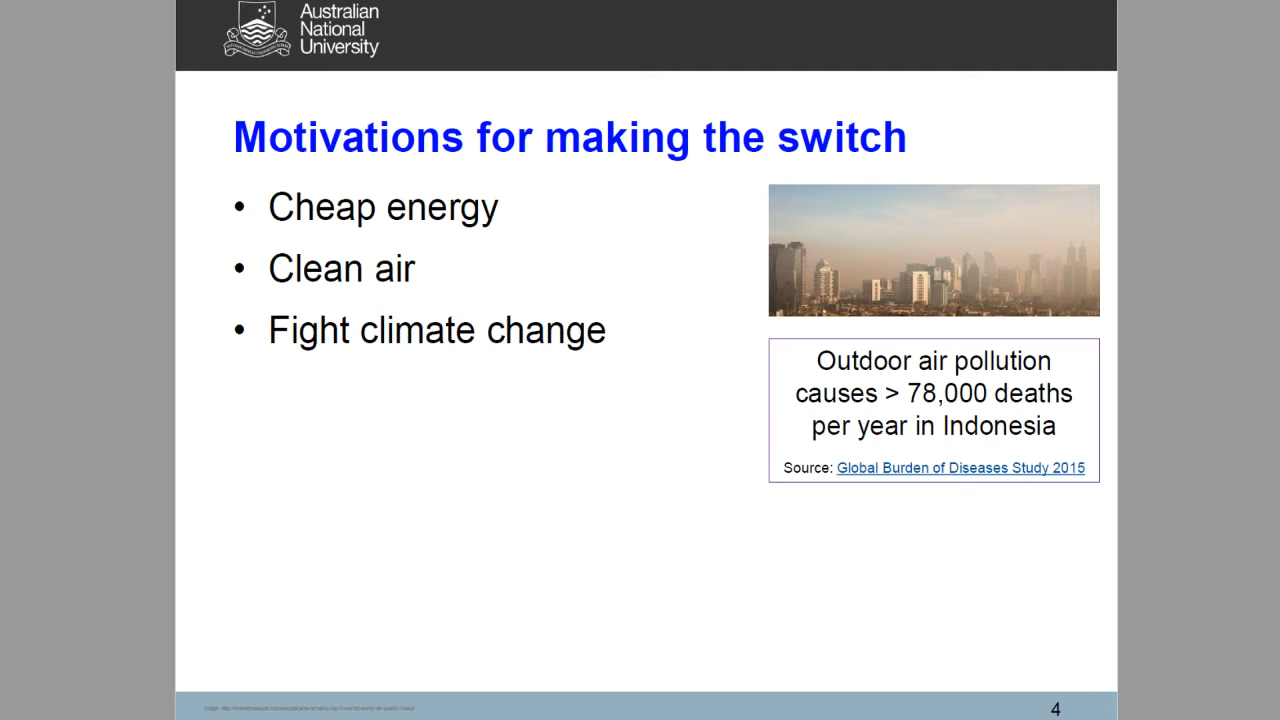 Australian
National
University
Motivations for making the switch
• Cheap energy
• Clean air
• Fight climate change
Outdoor air pollution
causes > 78,000 deaths
per year in Indonesia
Source: Global Burden of Diseases Study 2015
4